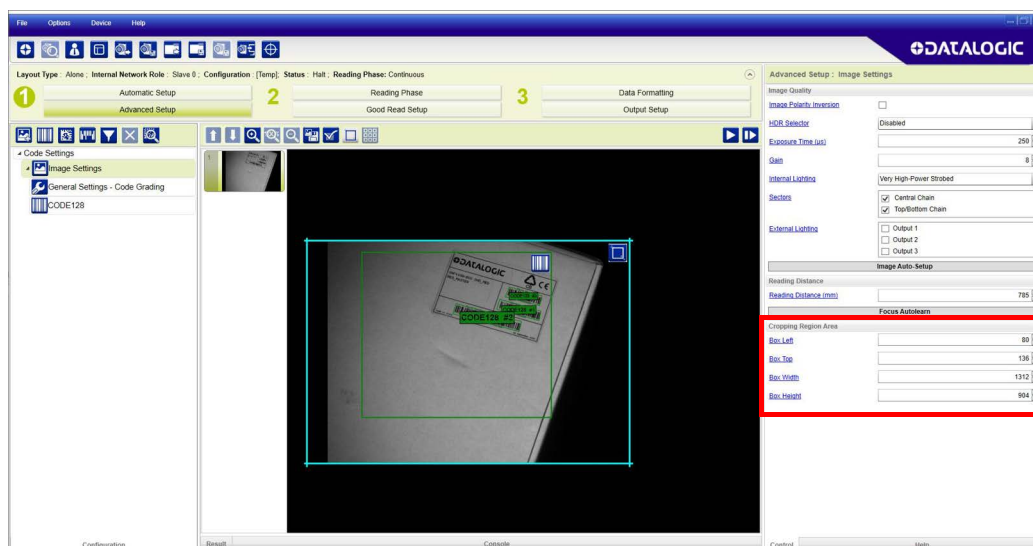 File Options Device Help
DATALOGIC
Layout Type : Alone ; Internal Network Role : Slave 0 ; Configuration : [Temp]; Status : Halt ; Reading Phase: Continuous
1 Automatic Setup 2 Reading Phase 3 Data Formatting
Advanced Setup Good Read Setup Output Setup
Code Settings
Image Settings
General Settings - Code Grading
CODE128
1
DATALOGIC
CE
CODE128 #2
Result Console
Configuration
Advanced Setup : Image Settings
Image Quality
Image Polarity Inversion
HDR Selector Disabled
Exposure Time (us) 250
Gain 8
Internal Lighting Very High-Power Strobed
Sectors Central Chain
Top/Bottom Chain
External Lighting Output 1
Output 2
Output 3
Image Auto-Setup
Reading Distance
Reading Distance (mm) 785
Focus Autolearn
Cropping Region Area
Box Left 80
Box Top 136
Box Width 1312
Box Height 904
Control Help